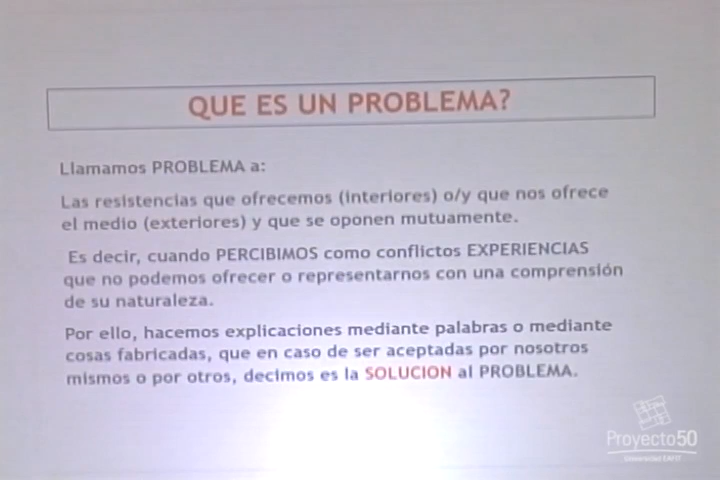 QUE ES UN PROBLEMA?
Llamamos PROBLEMA a:
Las resistencias que ofrecemos (interiores) o/y que nos ofrece
el medio (exteriores) y que se oponen mutuamente.
Es decir, cuando PERCIBIMOS como conflictos EXPERIENCIAS
que no podemos ofrecer o representarnos con una comprensión
de su naturaleza.
Por ello, hacemos explicaciones mediante palabras o mediante
cosas fabricadas, que en caso de ser aceptadas por nosotros
mismos o por otros, decimos es la SOLUCION al PROBLEMA.
Proyecto50
Universidad EAFIT